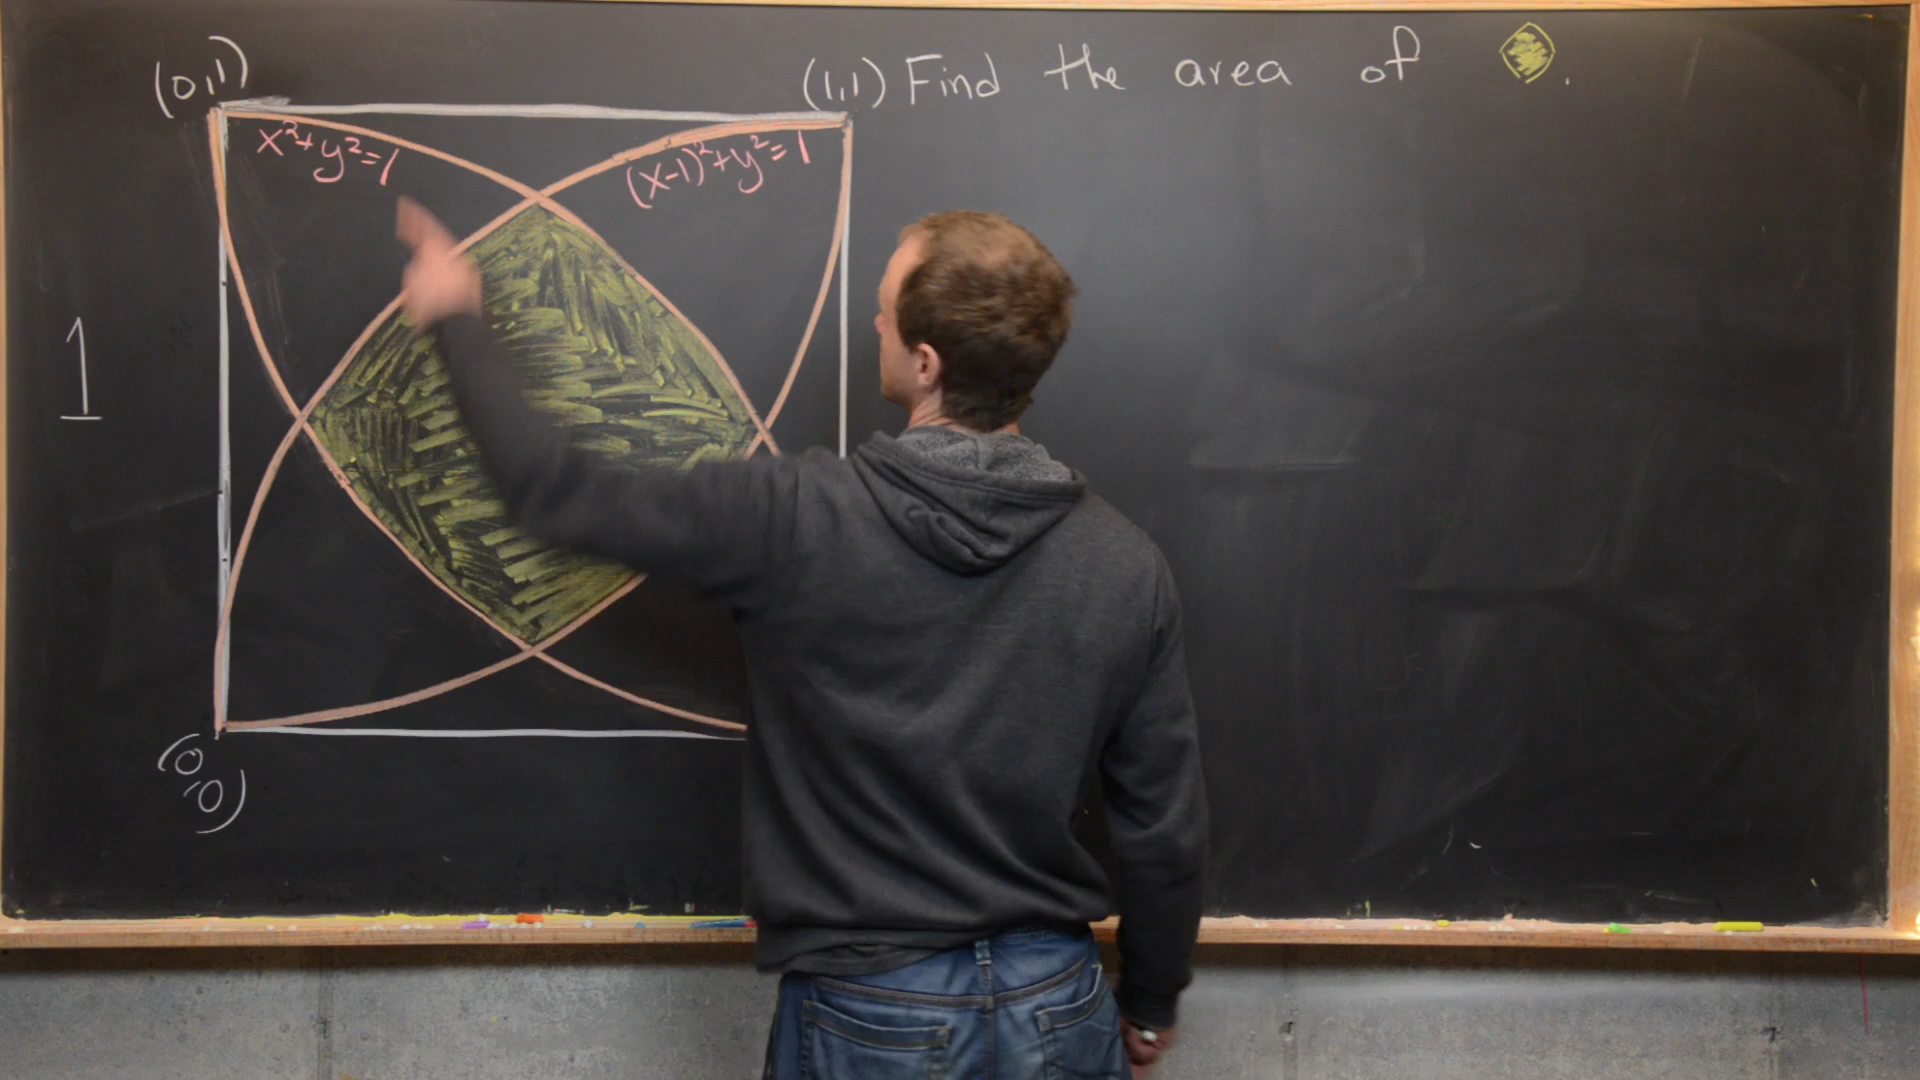 (0,1)
(1,1) Find the area of .
x²+y²=1
(x-1)²+y²=1
1
(0,0)